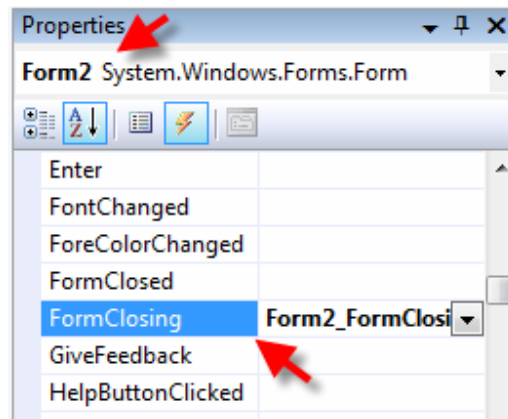 Properties
Form2 System.Windows.Forms.Form
A
Z
Enter
FontChanged
ForeColorChanged
FormClosed
FormClosing Form2_FormClosi
GiveFeedback
HelpButtonClicked